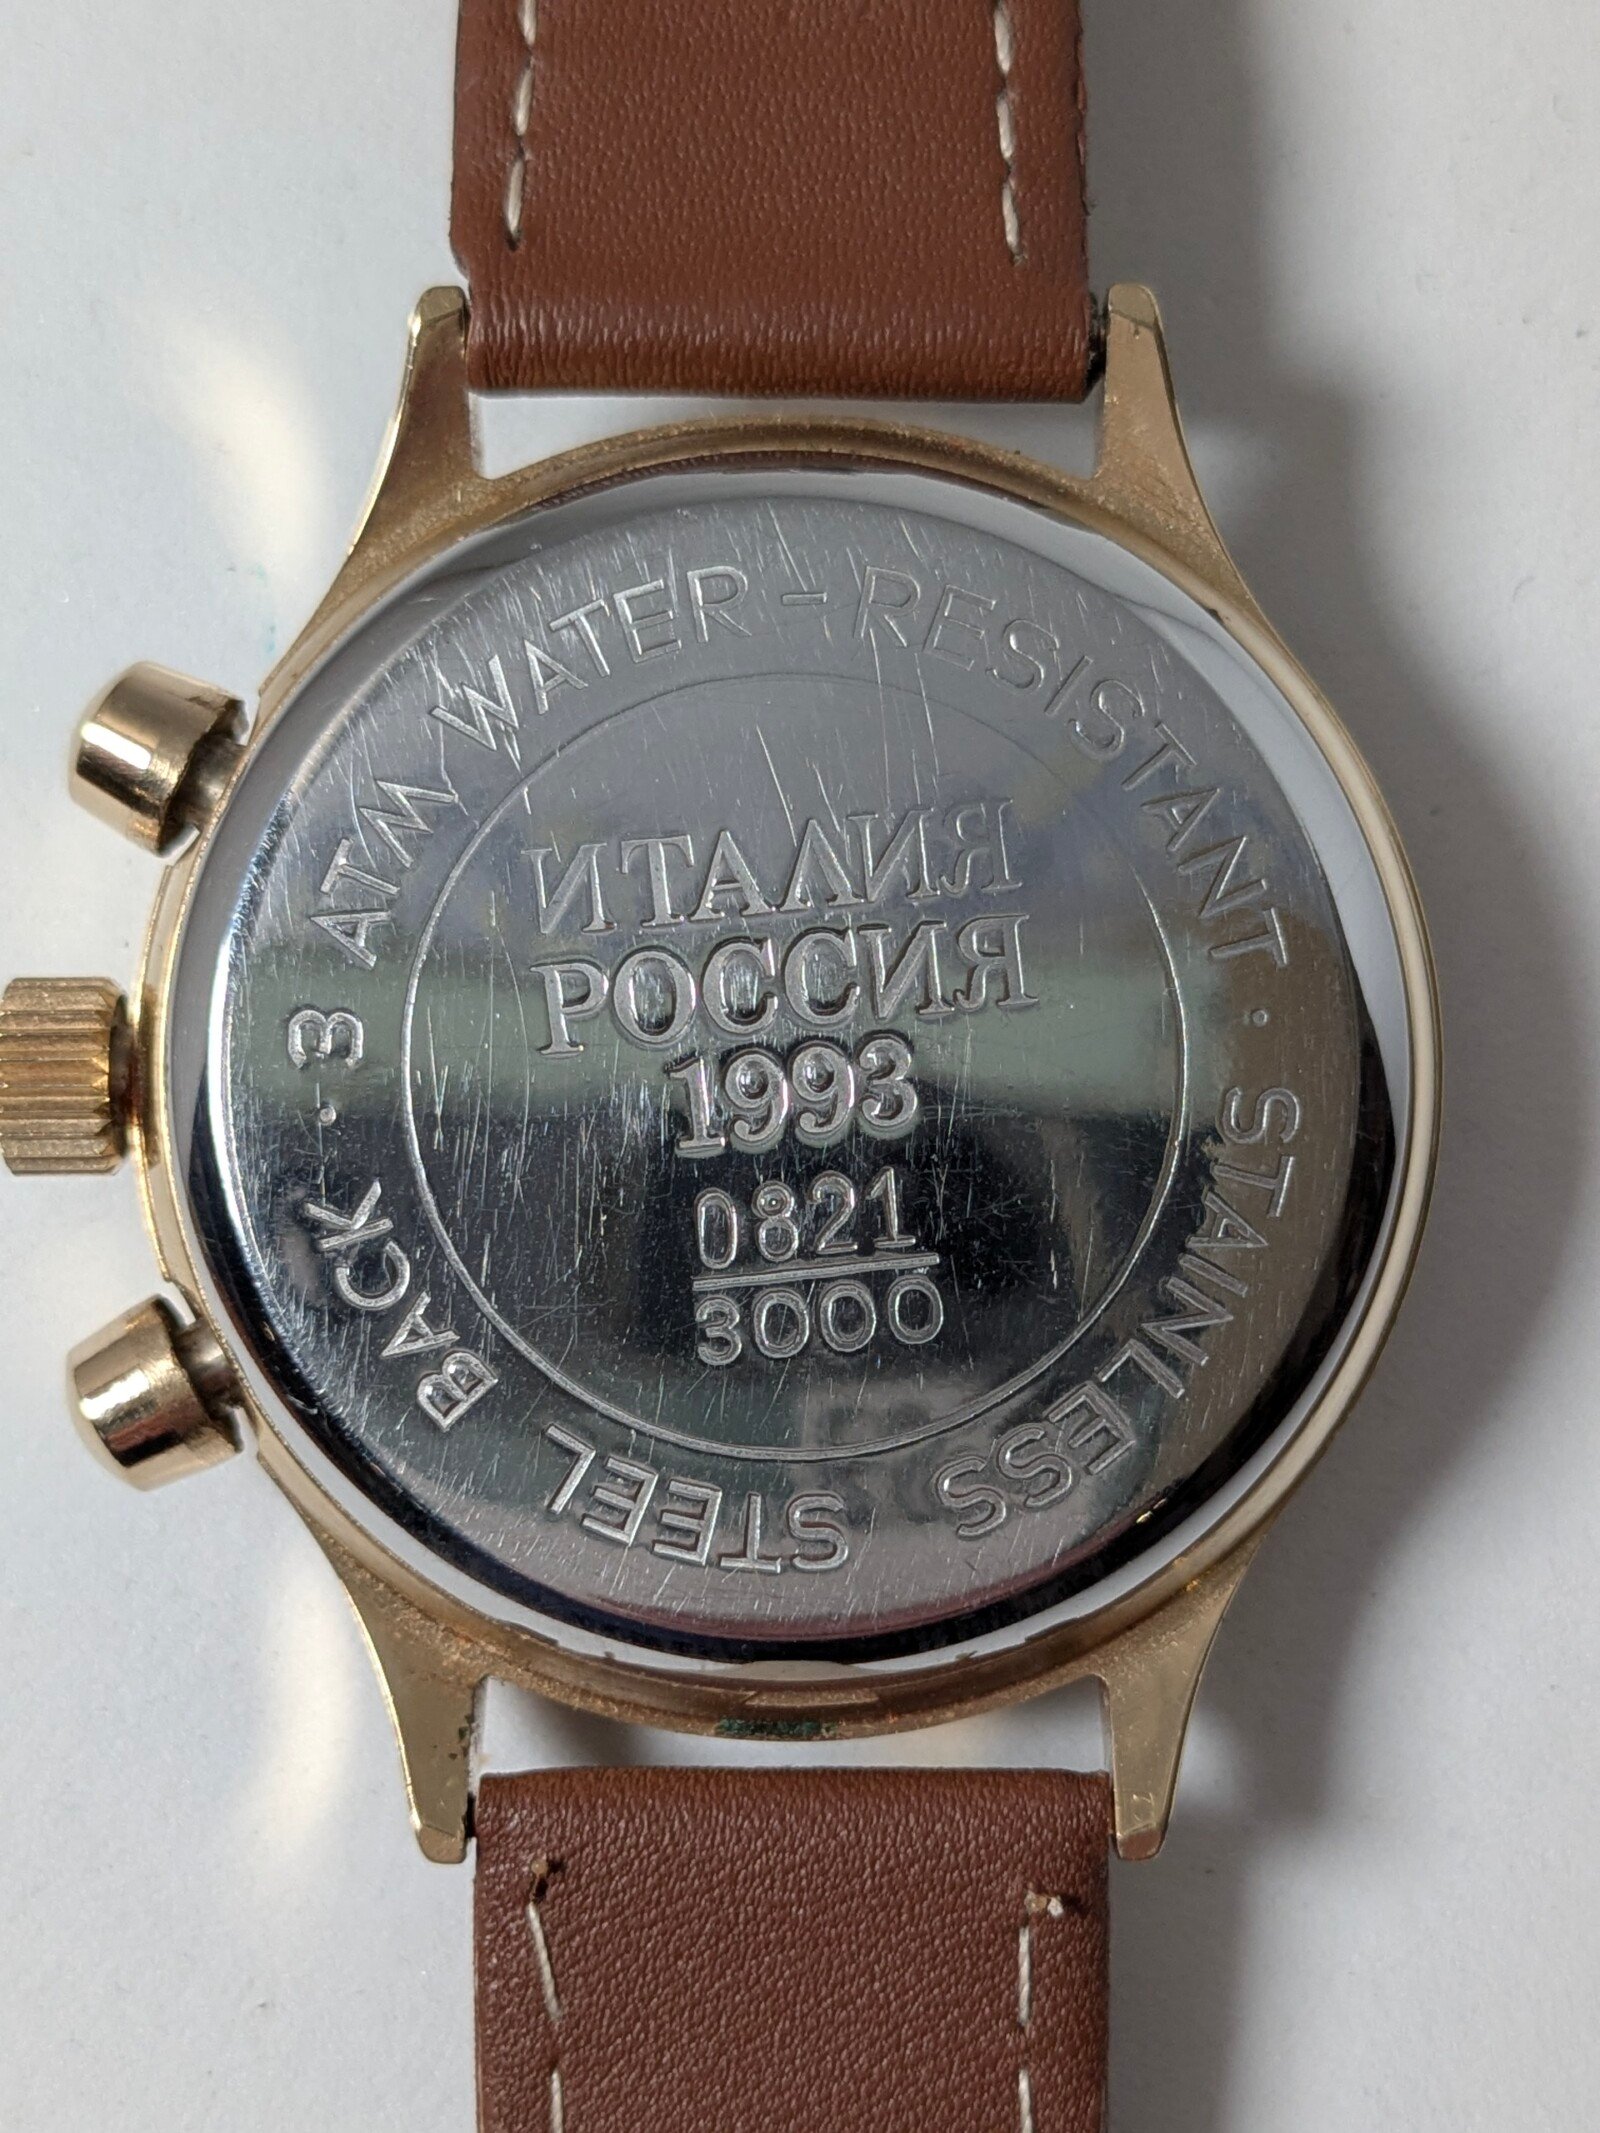 3 ATM WATER-RESISTANT · STAINLESS STEEL BACK ·
ИТАЛИЯ
РОССИЯ
1993
0821
3000